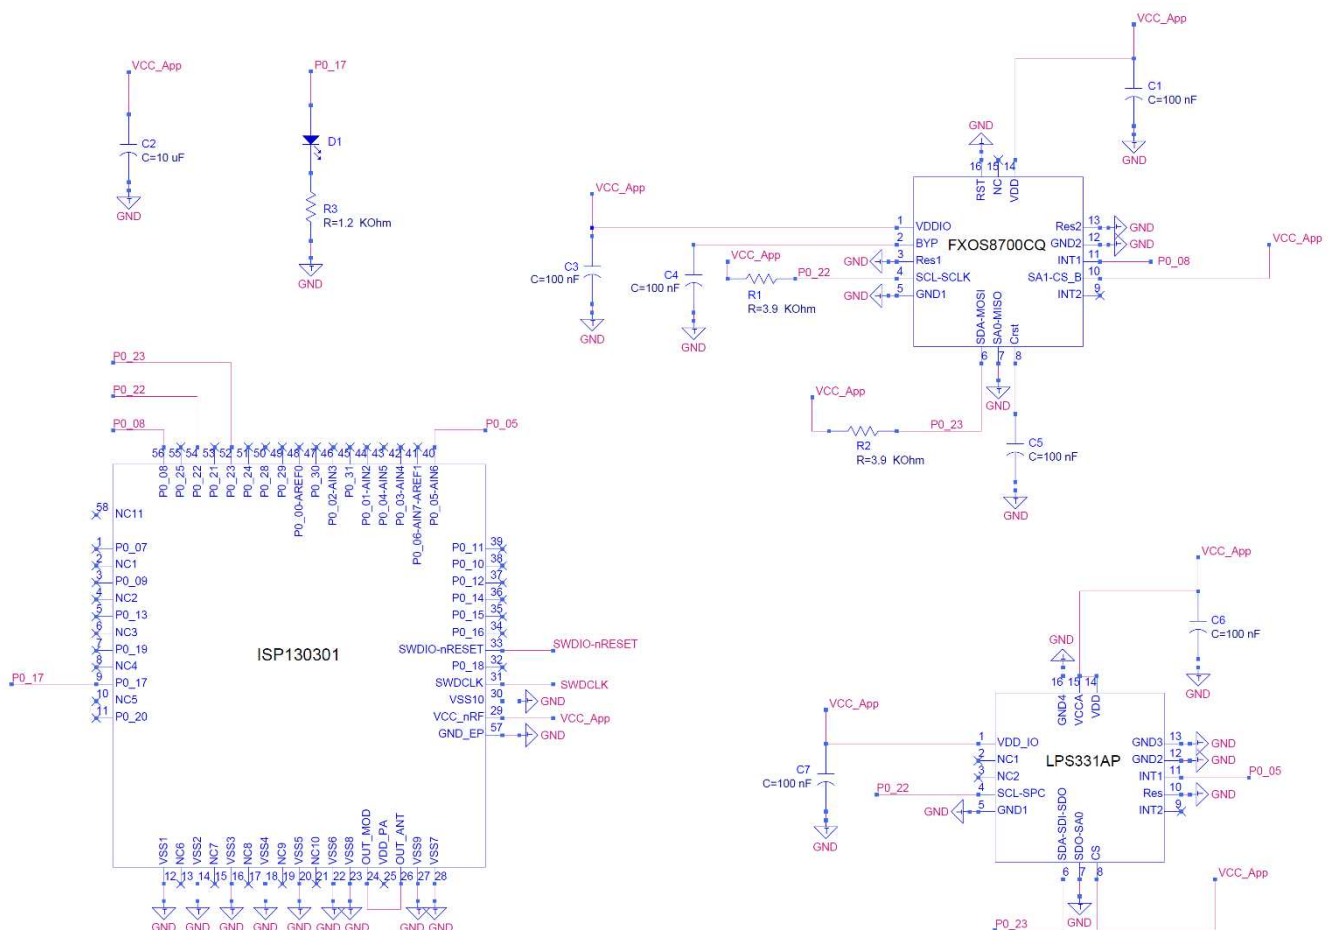 VCC_App
C2
C=10 uF
GND
P0_17
D1
R3
R=1.2 KOhm
GND
VCC_App
C1
C=100 nF
GND
GND
16 15 14
RST
NC
VDD
VCC_App
C3
C=100 nF
GND
C4
C=100 nF
GND
VCC_App
R1
R=3.9 KOhm
P0_22
FXOS8700CQ
1 VDDIO
2 BYP
GND 3 Res1
4 SCL-SCLK
GND 5 GND1
Res2 13 GND
GND2 12 GND
INT1 11 P0_08
SA1-CS_B 10
INT2 9
VCC_App
SDA-MOSI
SA0-MISO
Crst
6 7 8
GND
VCC_App
R2
R=3.9 KOhm
P0_23
C5
C=100 nF
GND
P0_23
P0_22
P0_08
P0_05
56 55 54 53 52 51 50 49 48 47 46 45 44 43 42 41 40
P0_08
P0_25
P0_22
P0_21
P0_23
P0_24
P0_28
P0_29
P0_00-AREF0
P0_30
P0_02-AIN3
P0_31
P0_01-AIN2
P0_04-AIN5
P0_03-AIN4
P0_06-AIN7-AREF1
P0_05-AIN6
58 NC11
1 P0_07
2 NC1
3 P0_09
4 NC2
5 P0_13
6 NC3
7 P0_19
8 NC4
P0_17 9 P0_17
10 NC5
11 P0_20
ISP130301
P0_11 39
P0_10 38
P0_12 37
P0_14 36
P0_15 35
P0_16 34
SWDIO-nRESET 33 SWDIO-nRESET
P0_18 32
SWDCLK 31 SWDCLK
VSS10 30 GND
VCC_nRF 29 VCC_App
GND_EP 57 GND
VSS1
NC6
VSS2
NC7
VSS3
NC8
VSS4
NC9
VSS5
NC10
VSS6
VSS8
OUT_MOD
VDD_PA
OUT_ANT
VSS9
VSS7
12 13 14 15 16 17 18 19 20 21 22 23 24 25 26 27 28
GND GND GND GND GND GND GND GND GND
VCC_App
C6
C=100 nF
GND
GND
16 15 14
GND4
VCCA
VDD
VCC_App
C7
C=100 nF
GND
LPS331AP
1 VDD_IO
2 NC1
3 NC2
P0_22 4 SCL-SPC
GND 5 GND1
GND3 13 GND
GND2 12 GND
INT1 11 P0_05
Res 10 GND
INT2 9
SDA-SDI-SDO
SDO-SA0
CS
6 7 8
GND
VCC_App
P0_23